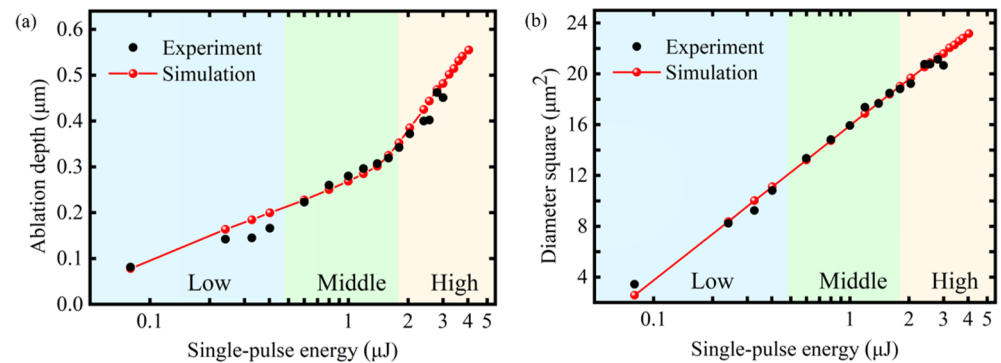 (a)
Ablation depth (μm)
0.6
0.5
0.4
0.3
0.2
0.1
0.0
Experiment
Simulation
Low
Middle
High
0.1
1
2
3
4
5
Single-pulse energy (μJ)
(b)
Diameter square (μm²)
24
20
16
12
8
4
Experiment
Simulation
Low
Middle
High
0.1
1
2
3
4
5
Single-pulse energy (μJ)